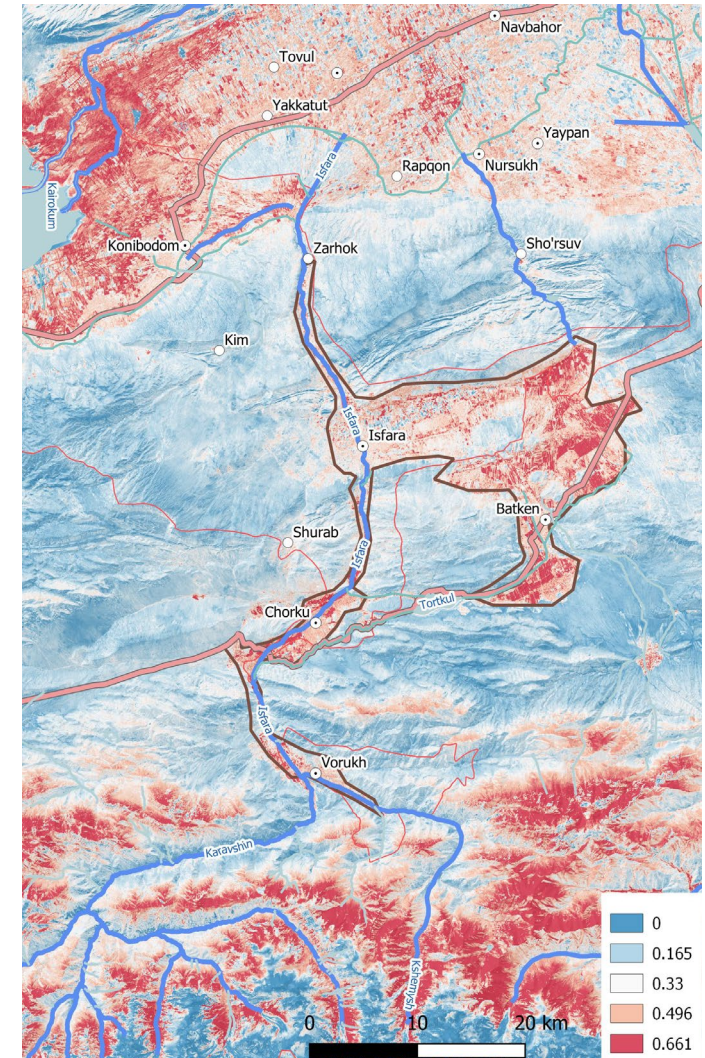 Navbahor
Tovul
Yakkatut
Isfara
Yaypan
Nursukh
Rapqon
Kairokum
Konibodom
Zarhok
Sho'rsuv
Kim
Isfara
Isfara
Batken
Shurab
Isfara
Tortkul
Chorku
Isfara
Vorukh
Karavshin
Kshemysh
0
0.165
0.33
0.496
0.661
0 10 20 km